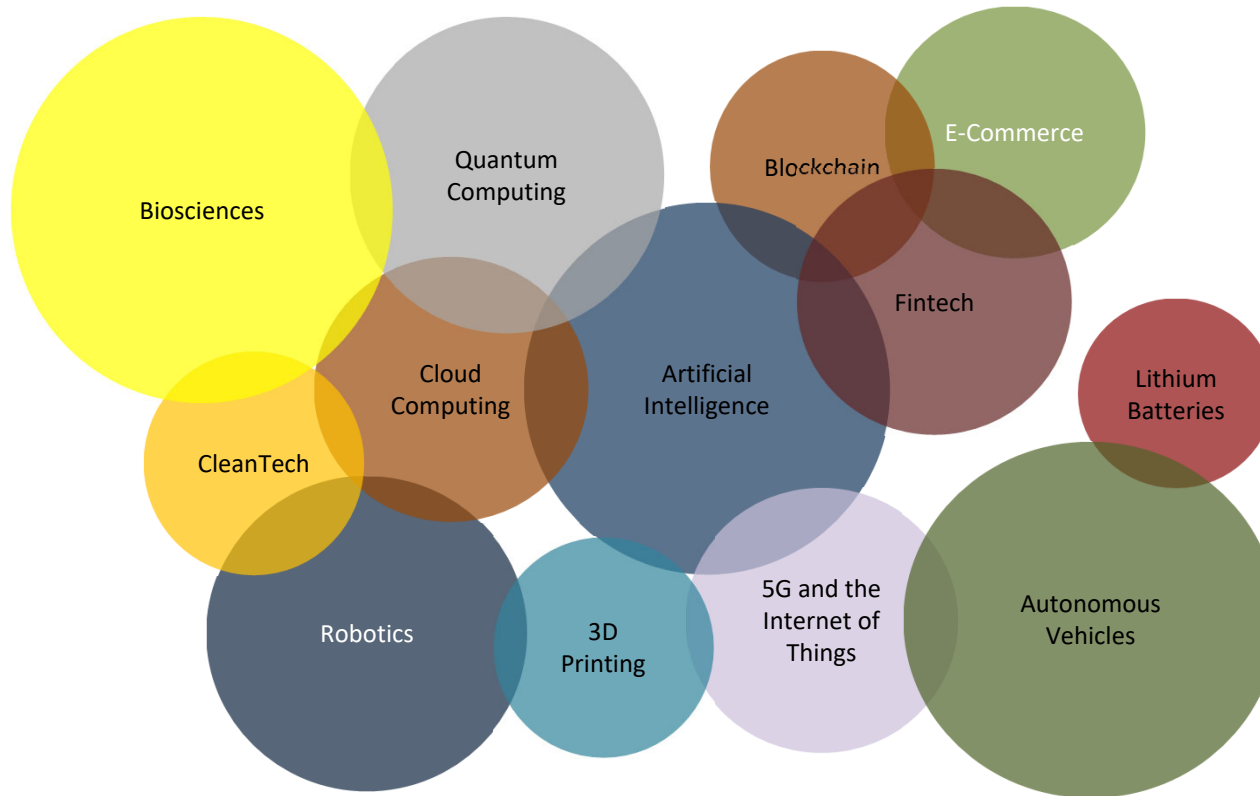 Biosciences
Quantum
Computing
Blockchain
E-Commerce
Fintech
Lithium
Batteries
Cloud
Computing
Artificial
Intelligence
CleanTech
Robotics
3D
Printing
5G and the
Internet of
Things
Autonomous
Vehicles